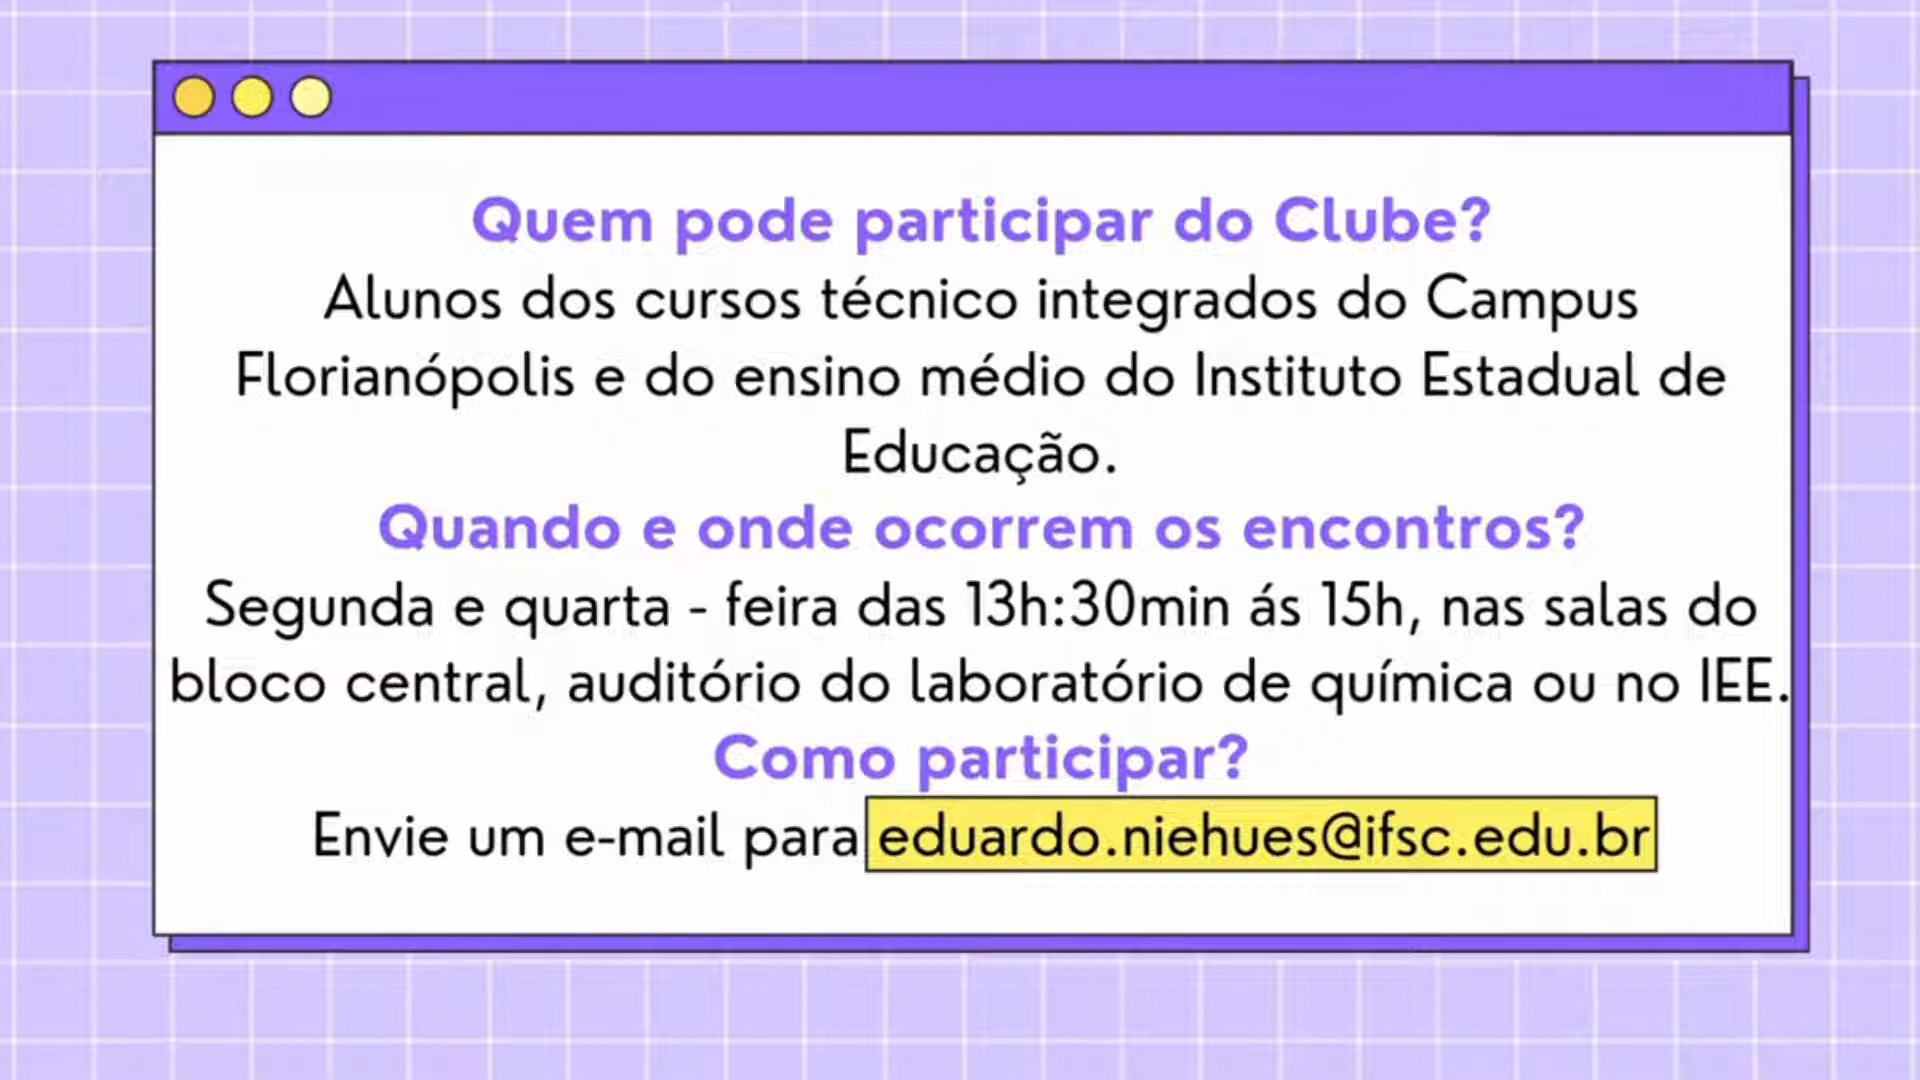 Quem pode participar do Clube?
Alunos dos cursos técnico integrados do Campus
Florianópolis e do ensino médio do Instituto Estadual de
Educação.
Quando e onde ocorrem os encontros?
Segunda e quarta - feira das 13h:30min ás 15h, nas salas do
bloco central, auditório do laboratório de química ou no IEE.
Como participar?
Envie um e-mail para eduardo.niehues@ifsc.edu.br